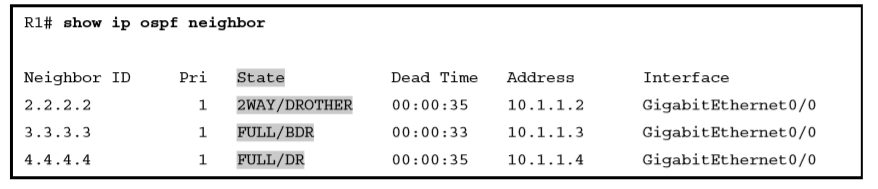 R1# show ip ospf neighbor
Neighbor ID Pri State Dead Time Address Interface
2.2.2.2 1 2WAY/DROTHER 00:00:35 10.1.1.2 GigabitEthernet0/0
3.3.3.3 1 FULL/BDR 00:00:33 10.1.1.3 GigabitEthernet0/0
4.4.4.4 1 FULL/DR 00:00:35 10.1.1.4 GigabitEthernet0/0